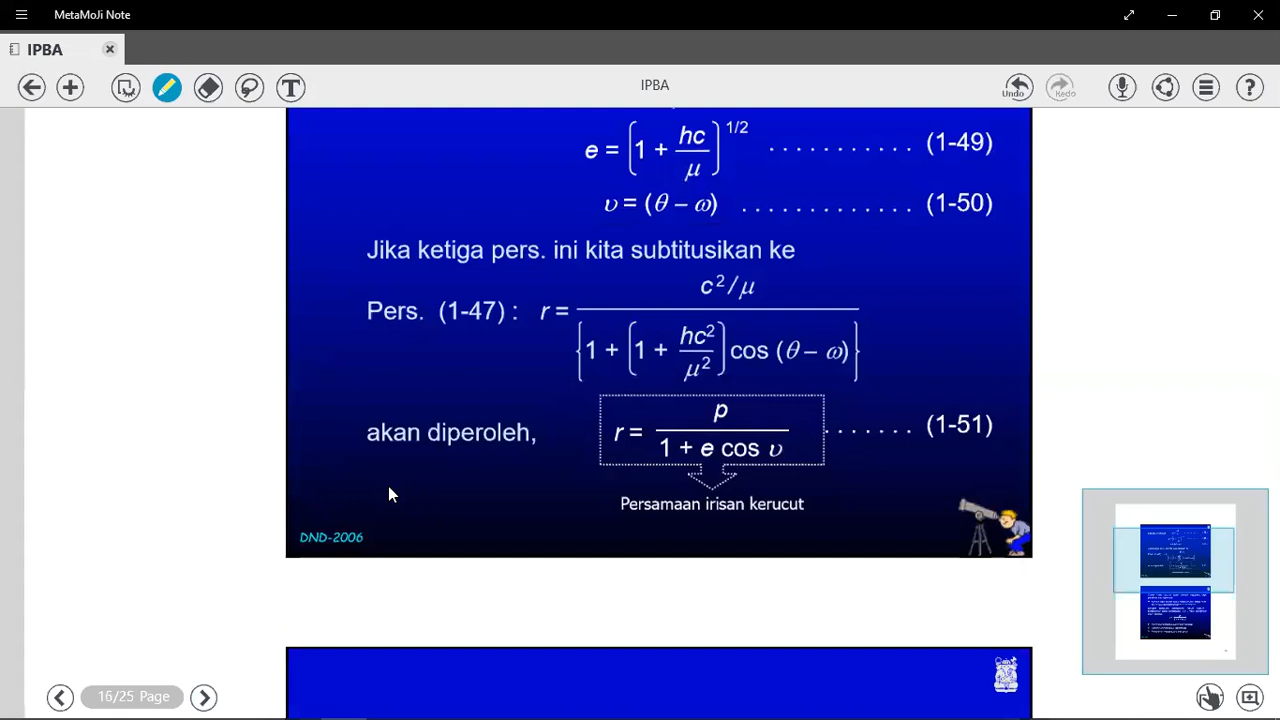 MetaMoJi Note
IPBA
IPBA
Undo
Redo
e = [1 + hc/μ]^1/2 ........... (1-49)
υ = (θ – ω) ............. (1-50)
Jika ketiga pers. ini kita subtitusikan ke
Pers. (1-47) : r = c²/μ / {1 + [1 + hc²/μ²] cos (θ – ω)}
akan diperoleh, r = p / 1 + e cos υ ....... (1-51)
Persamaan irisan kerucut
DND-2006
16/25 Page